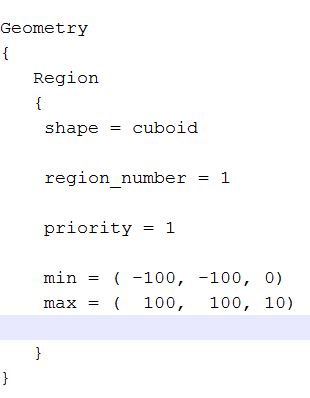 Geometry
{
Region
{
shape = cuboid
region_number = 1
priority = 1
min = ( -100, -100, 0)
max = ( 100, 100, 10)
}
}